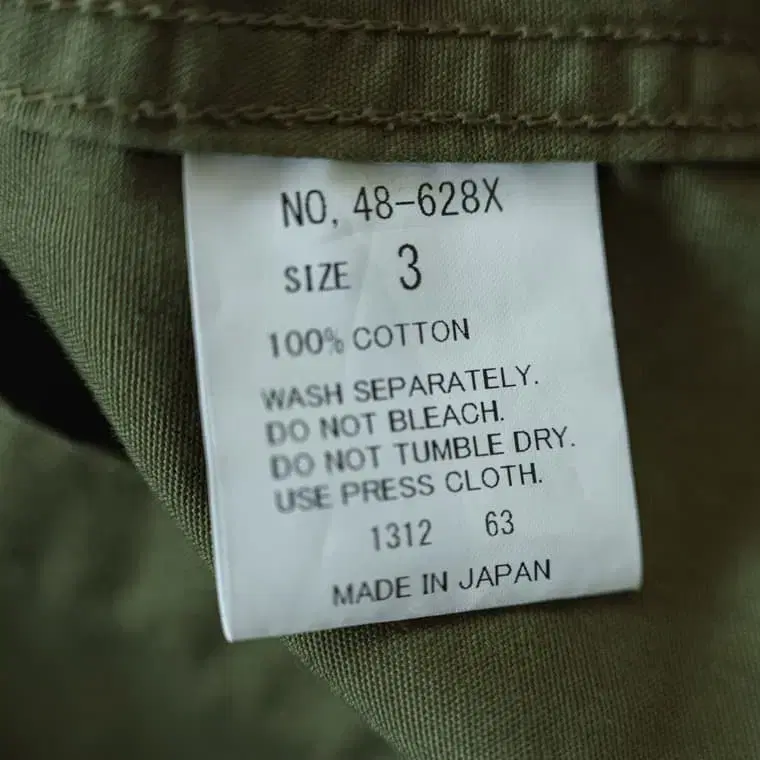 NO, 48-628X
SIZE 3
100% COTTON
WASH SEPARATELY.
DO NOT BLEACH.
DO NOT TUMBLE DRY.
USE PRESS CLOTH.
1312 63
MADE IN JAPAN